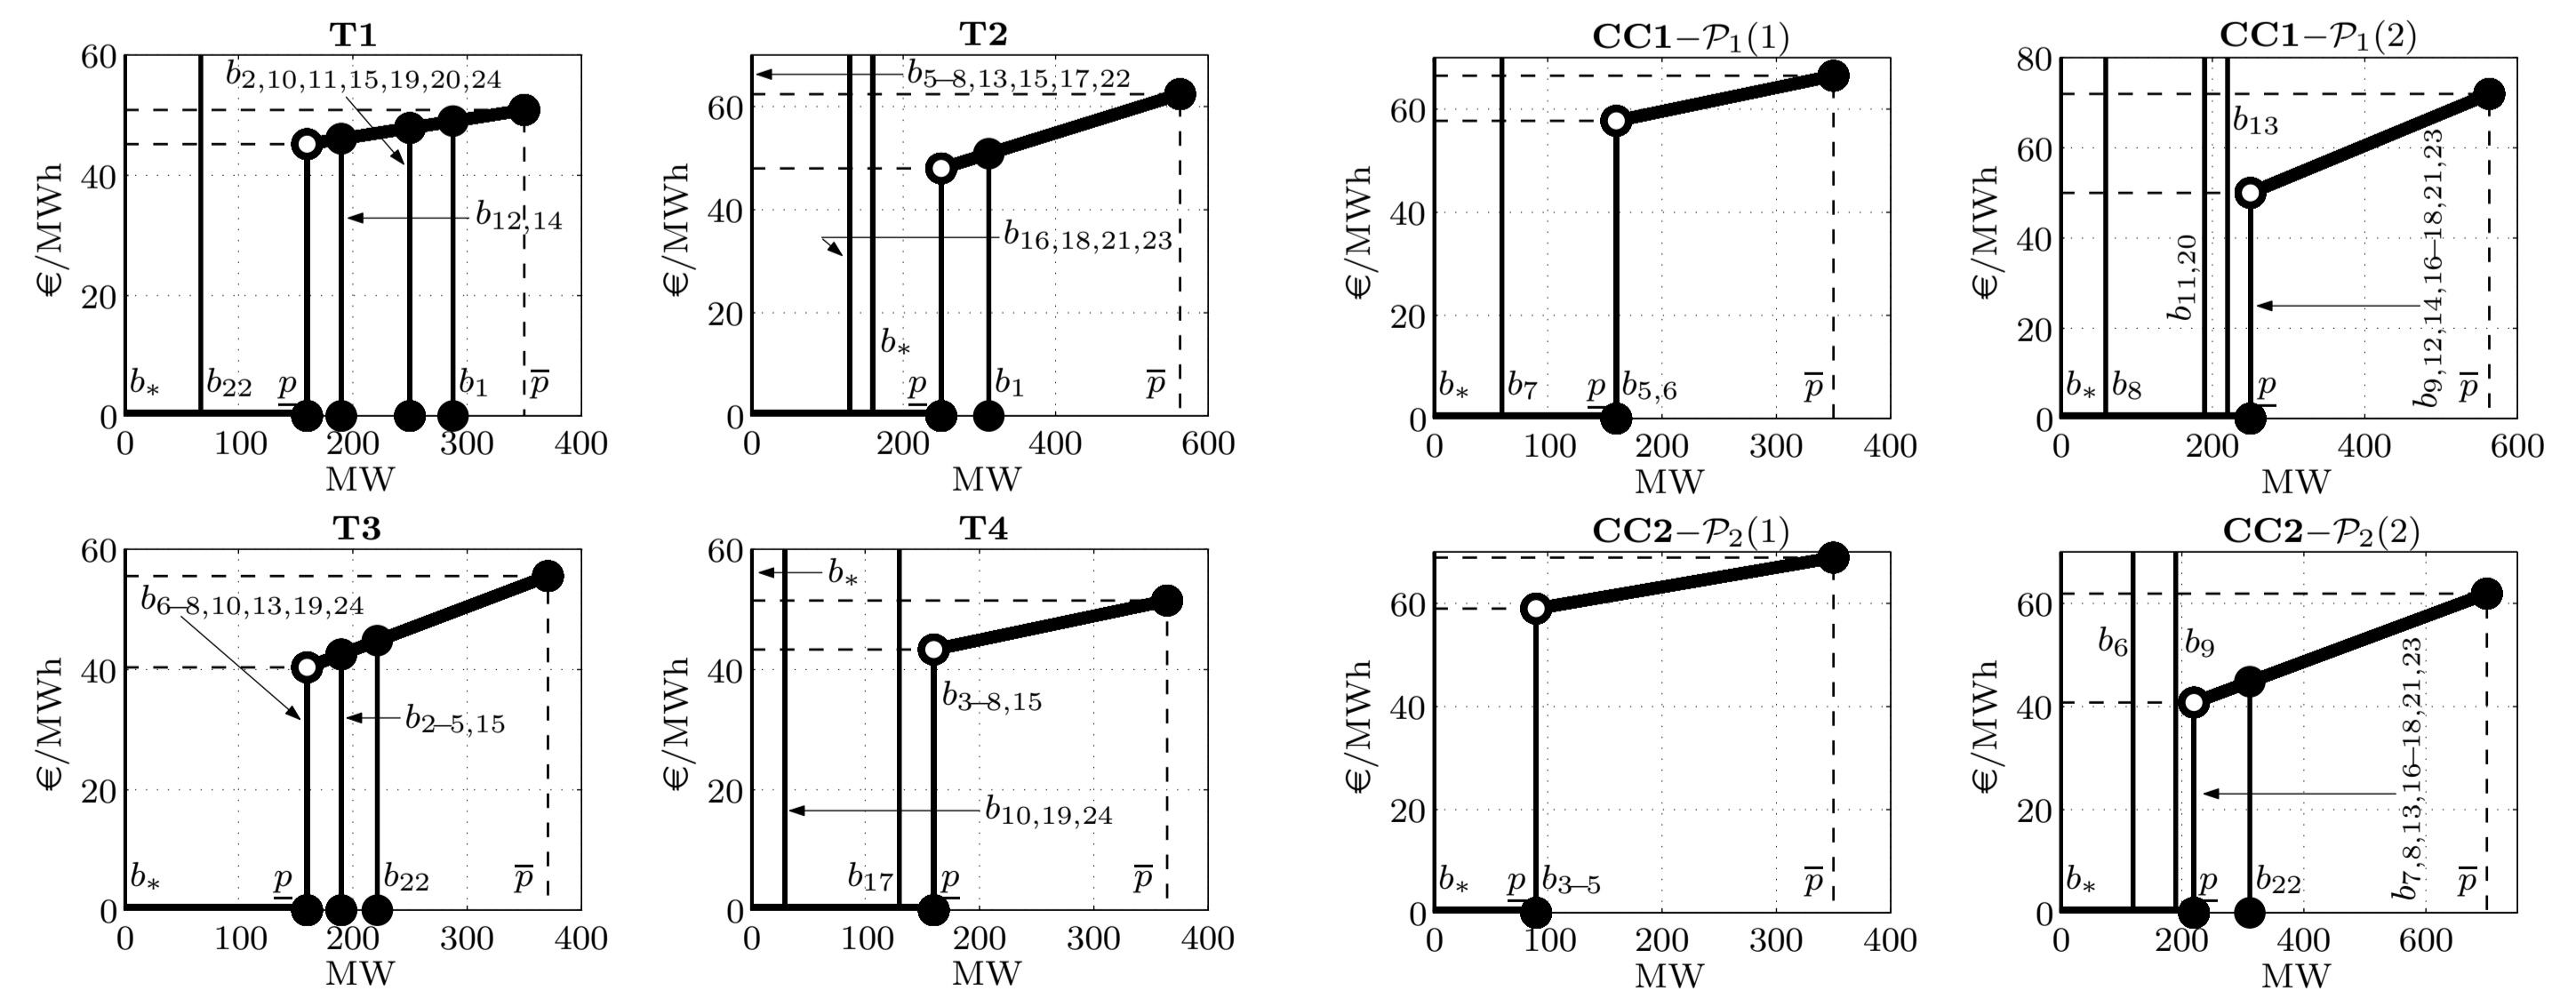 T1
60
40
20
0
€/MWh
b2,10,11,15,19,20,24
b12,14
b* b22 p b1 p̅
0 100 200 300 400
MW
T2
60
40
20
0
€/MWh
b5–8,13,15,17,22
b16,18,21,23
b*
p b1 p̅
0 200 400 600
MW
CC1−𝒫1(1)
60
40
20
0
€/MWh
b* b7 p b5,6 p̅
0 100 200 300 400
MW
CC1−𝒫1(2)
80
60
40
20
0
€/MWh
b13
b11,20
b9,12,14,16–18,21,23
b* b8 p p̅
0 200 400 600
MW
T3
60
40
20
0
€/MWh
b6–8,10,13,19,24
b2–5,15
b* p b22 p̅
0 100 200 300 400
MW
T4
60
40
20
0
€/MWh
b*
b3–8,15
b10,19,24
b17 p p̅
0 100 200 300 400
MW
CC2−𝒫2(1)
60
40
20
0
€/MWh
b* p b3–5 p̅
0 100 200 300 400
MW
CC2−𝒫2(2)
60
40
20
0
€/MWh
b6 b9
b7,8,13,16–18,21,23
b* p b22 p̅
0 200 400 600
MW